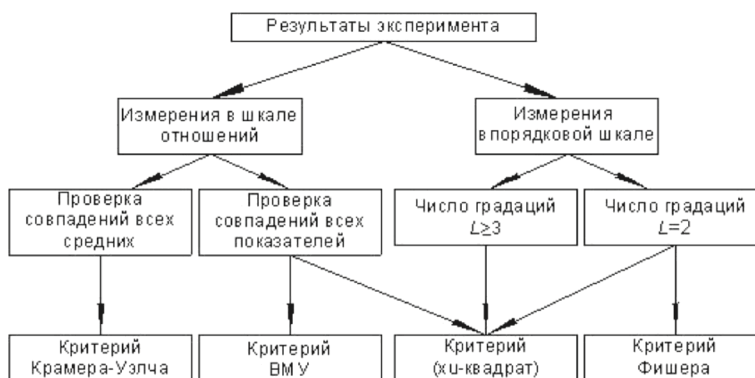 Результаты эксперимента
Измерения в шкале
отношений
Измерения
в порядковой шкале
Проверка
совпадений всех
средних
Проверка
совпадений всех
показателей
Число градаций
L≥3
Число градаций
L=2
Критерий
Крамера-Уэлча
Критерий
ВМУ
Критерий
(хи-квадрат)
Критерий
Фишера